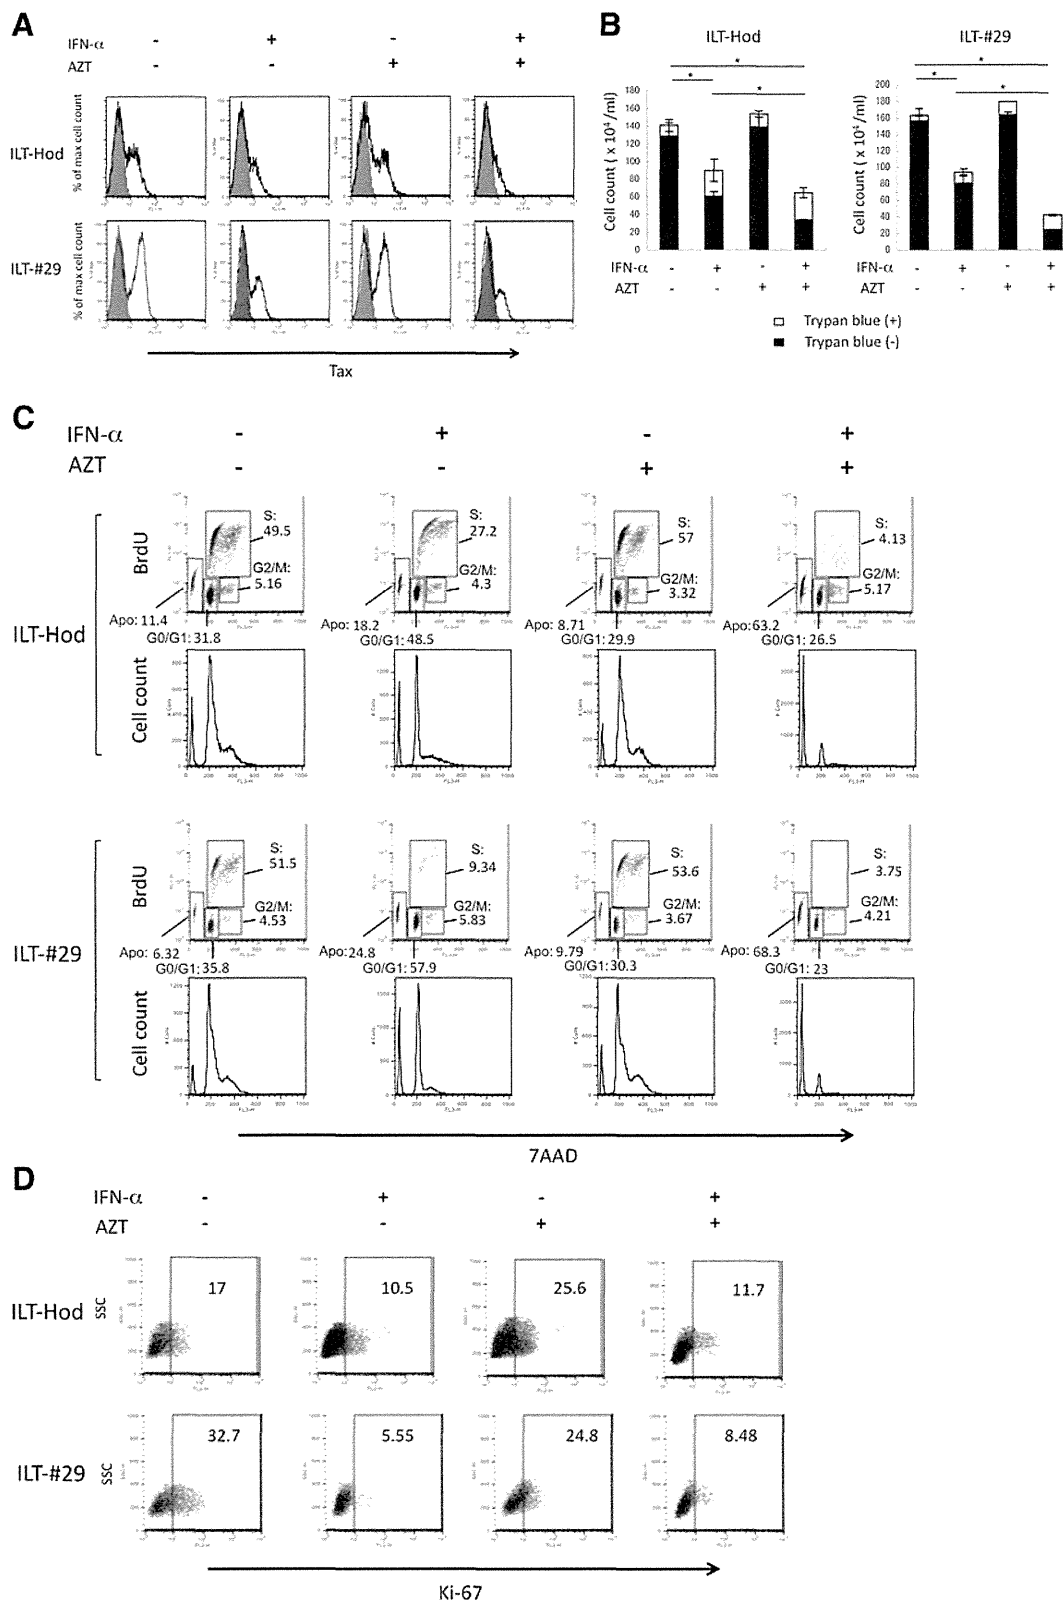 A
IFN-α - + - +
AZT - - + +
ILT-Hod
% of max cell count
ILT-#29
% of max cell count
Tax
B
ILT-Hod
ILT-#29
* * *
* * *
Cell count ( x 10⁴ /ml)
180
160
140
120
100
80
60
40
20
0
Cell count ( x 10⁴ /ml)
200
180
160
140
120
100
80
60
40
20
0
IFN-α - + - + IFN-α - + - +
AZT - - + + AZT - - + +
Trypan blue (+)
Trypan blue (-)
C
IFN-α - + - +
AZT - - + +
ILT-Hod
BrdU
S: 49.5
G2/M: 5.16
Apo: 11.4
G0/G1: 31.8
S: 27.2
G2/M: 4.3
Apo: 18.2
G0/G1: 48.5
S: 57
G2/M: 3.32
Apo: 8.71
G0/G1: 29.9
S: 4.13
G2/M: 5.17
Apo: 63.2
G0/G1: 26.5
Cell count
ILT-#29
BrdU
S: 51.5
G2/M: 4.53
Apo: 6.32
G0/G1: 35.8
S: 9.34
G2/M: 5.83
Apo: 24.8
G0/G1: 57.9
S: 53.6
G2/M: 3.67
Apo: 9.79
G0/G1: 30.3
S: 3.75
G2/M: 4.21
Apo: 68.3
G0/G1: 23
Cell count
7AAD
D
IFN-α - + - +
AZT - - + +
ILT-Hod
SSC
17 10.5 25.6 11.7
ILT-#29
SSC
32.7 5.55 24.8 8.48
Ki-67